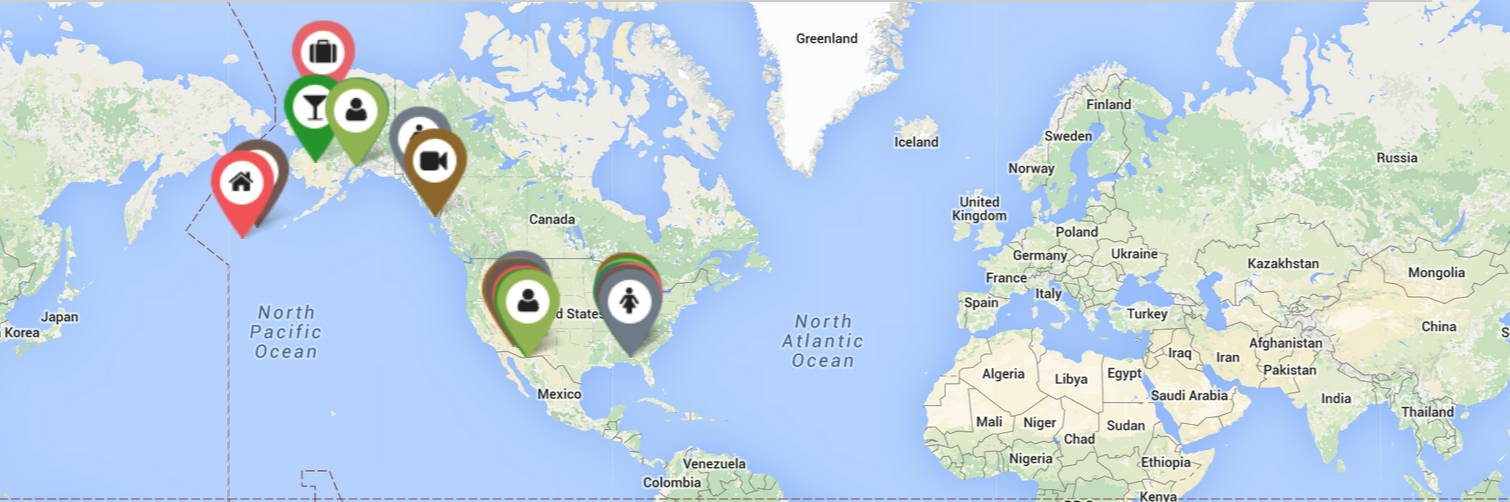 Greenland
Finland
Sweden
Iceland
Norway
Russia
United
Kingdom
Canada
Poland
Germany
Ukraine
Kazakhstan
France
Mongolia
Italy
Spain
North
Pacific
Ocean
Japan
Korea
d States
North
Atlantic
Ocean
Turkey
China
S
Afghanistan
Iraq
Iran
Pakistan
Algeria
Libya
Egypt
Saudi Arabia
India
Mexico
Thailand
Mali
Niger
Sudan
Chad
Nigeria
Ethiopia
Venezuela
Colombia
Kenya